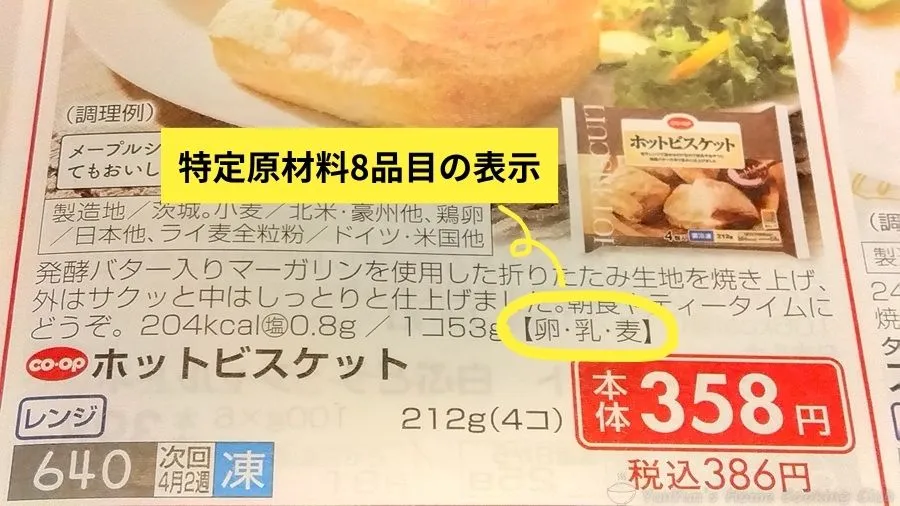 (調理例)
メープルシ
てもおいし
特定原材料8品目の表示
製造地/茨城。小麦/北米・豪州他、鶏卵
/日本他、ライ麦全粒粉/ドイツ・米国他
発酵バター入りマーガリンを使用した折りたたみ生地を焼き上げ、
外はサクッと中はしっとりと仕上げました。朝食やティータイムに
どうぞ。204kcal塩0.8g / 1コ53g【卵・乳・麦】
CO・OP ホットビスケット
レンジ
212g(4コ)
本体358円
税込386円
640 次回 4月2週 凍
CO・OP
ホットビスケット
212g
YunYun's Home Cooking Club